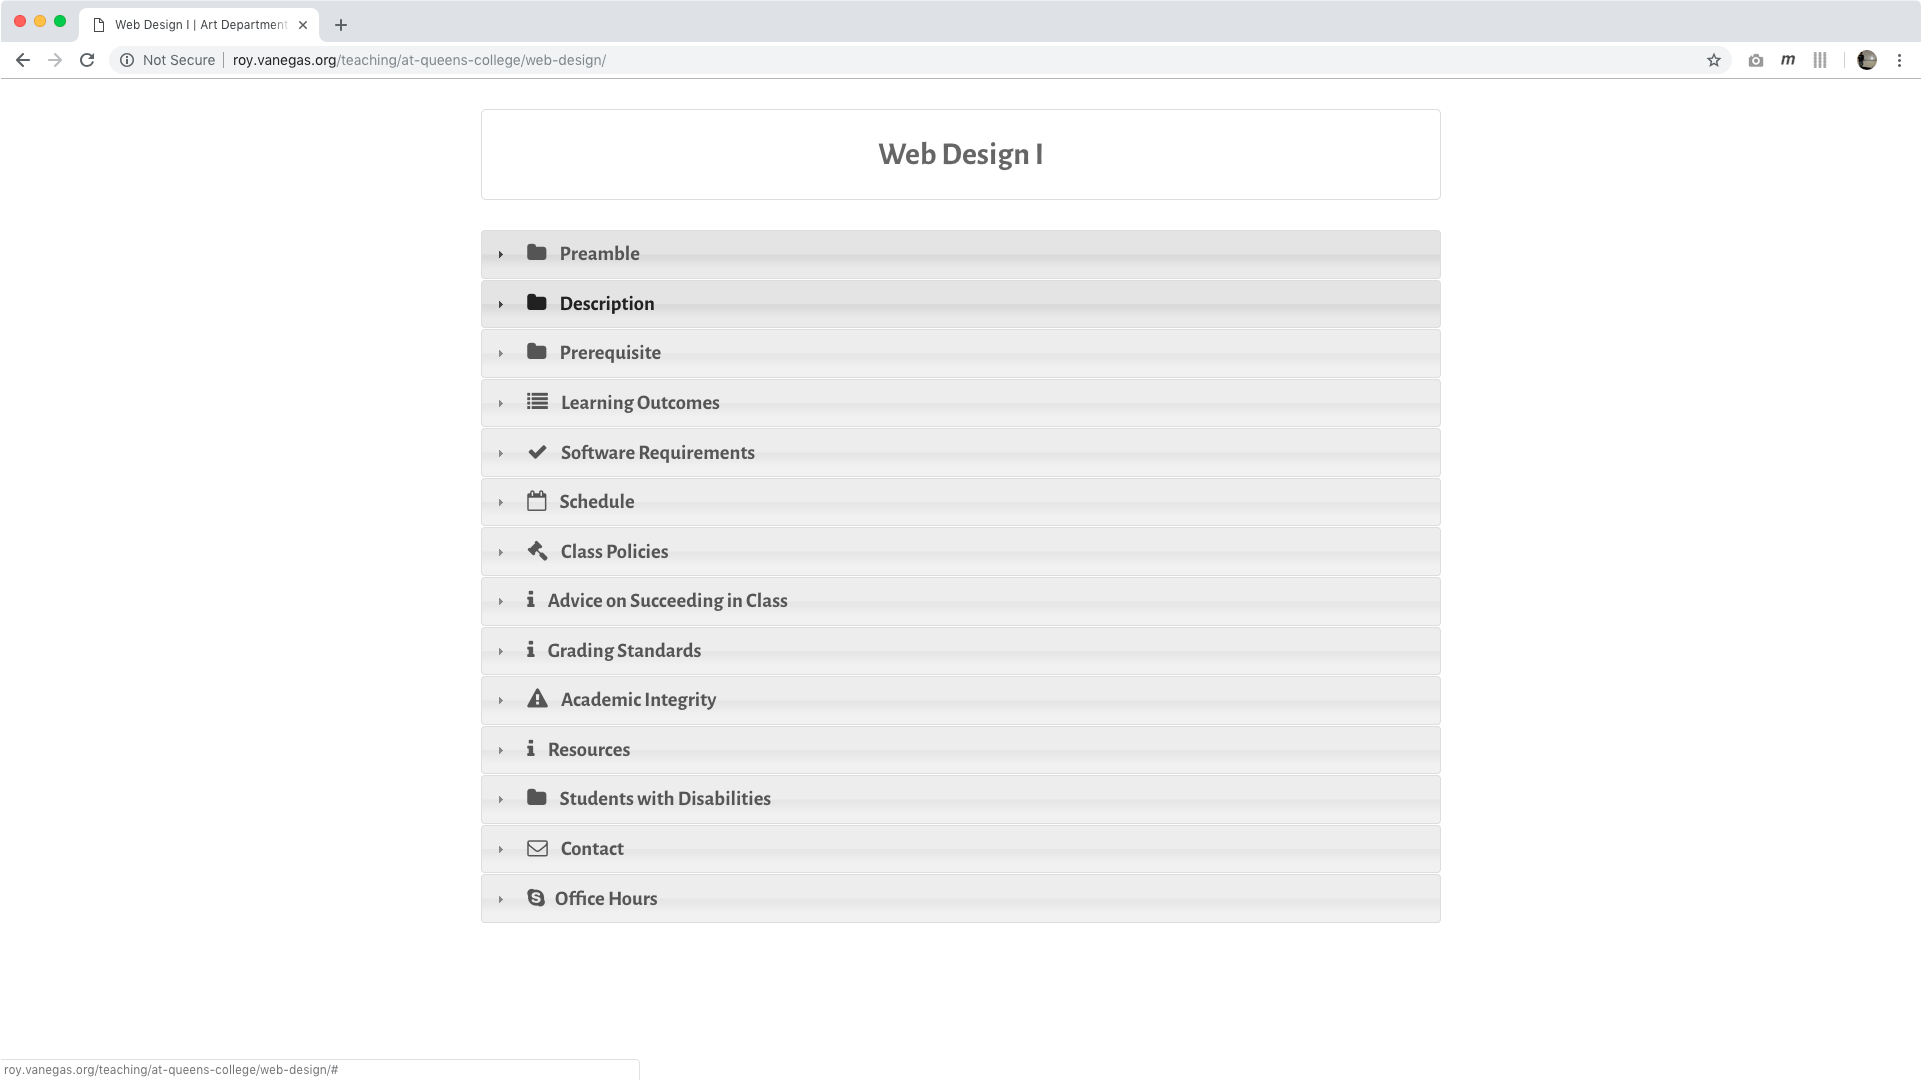 Web Design I | Art Department
Not Secure | roy.vanegas.org/teaching/at-queens-college/web-design/
m
Web Design I
Preamble
Description
Prerequisite
Learning Outcomes
Software Requirements
Schedule
Class Policies
Advice on Succeeding in Class
Grading Standards
Academic Integrity
Resources
Students with Disabilities
Contact
Office Hours
roy.vanegas.org/teaching/at-queens-college/web-design/#